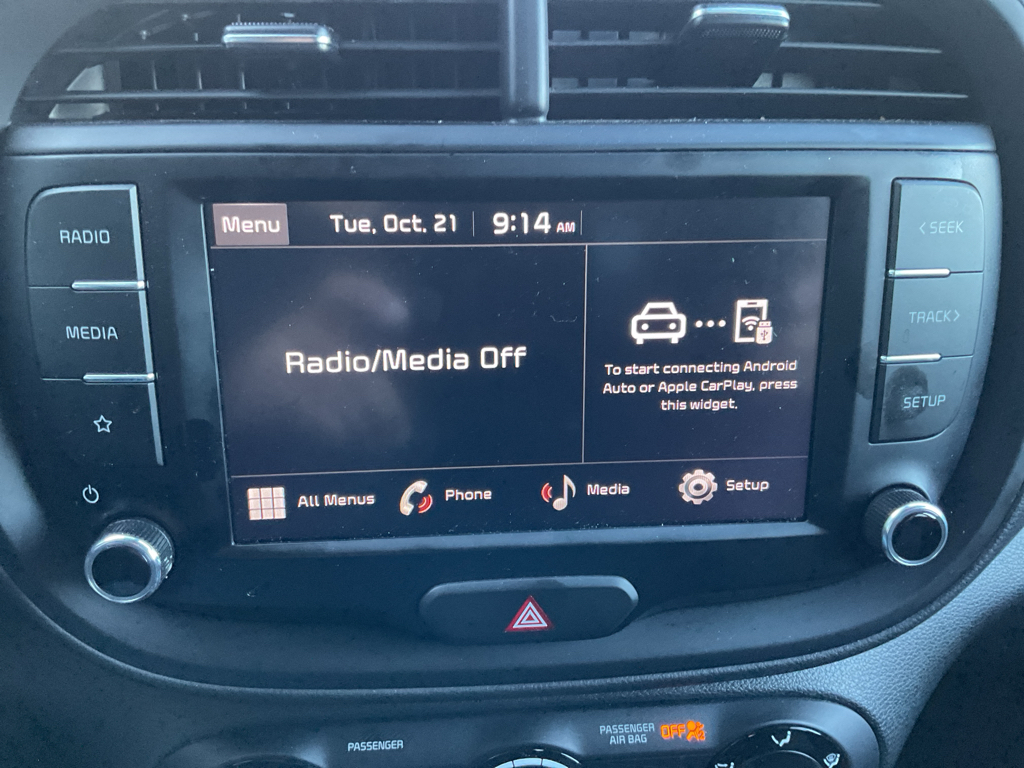 RADIO
MEDIA
Menu
Tue, Oct. 21
9:14 AM
Radio/Media Off
To start connecting Android
Auto or Apple CarPlay, press
this widget.
All Menus
Phone
Media
Setup
< SEEK
TRACK >
SETUP
PASSENGER
PASSENGER
AIR BAG
OFF